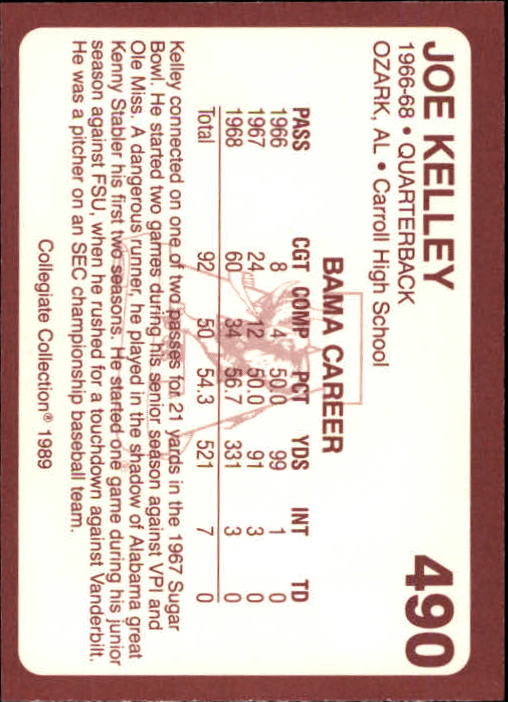 JOE KELLEY
490
1966-68 • QUARTERBACK
OZARK, AL • Carroll High School
BAMA CAREER
PASS CGT COMP PCT YDS INT TD
1966 8 4 50.0 99 1 0
1967 24 12 50.0 91 3 0
1968 60 34 56.7 331 3 0
Total 92 50 54.3 521 7 0
Kelley connected on one of two passes for 21 yards in the 1967 Sugar
Bowl. He started two games during his senior season against VPI and
Ole Miss. A dangerous runner, he played in the shadow of Alabama great
Kenny Stabler his first two seasons. He started one game during his junior
season against FSU, when he rushed for a touchdown against Vanderbilt.
He was a pitcher on an SEC championship baseball team.
Collegiate Collection® 1989